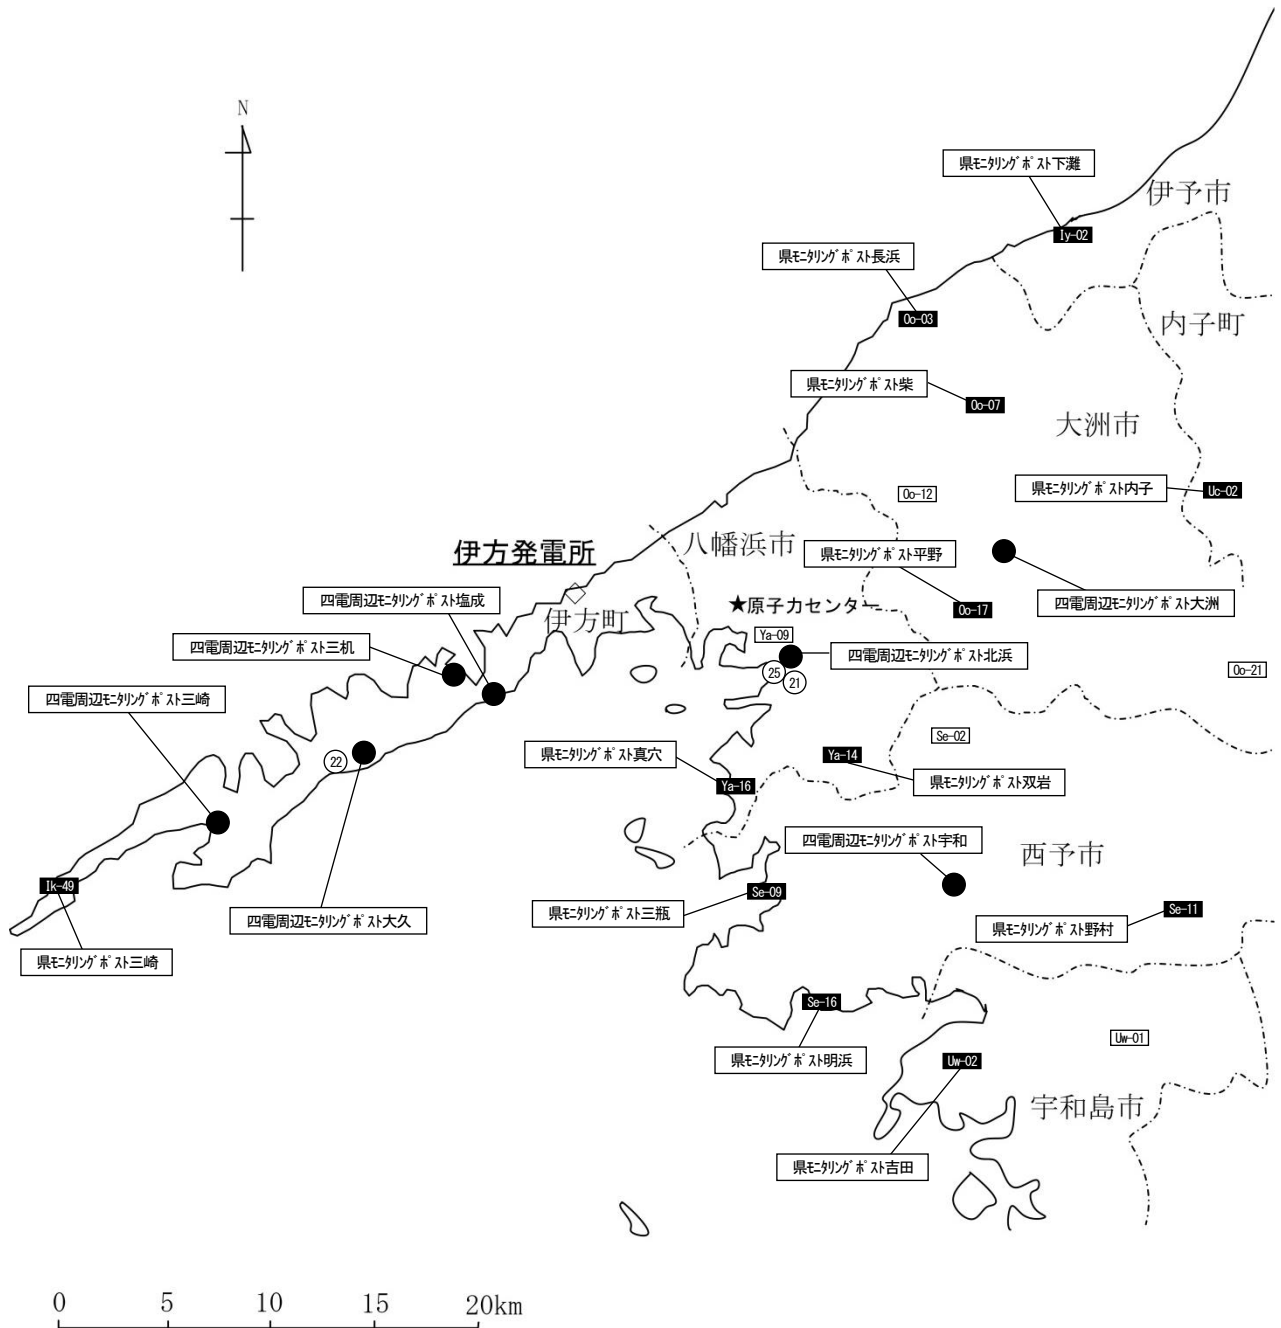 N
県ﾓﾆﾀﾘﾝｸﾞﾎﾟｽﾄ下灘
伊予市
Iy-02
県ﾓﾆﾀﾘﾝｸﾞﾎﾟｽﾄ長浜
Oo-03
内子町
県ﾓﾆﾀﾘﾝｸﾞﾎﾟｽﾄ柴
Oo-07
大洲市
県ﾓﾆﾀﾘﾝｸﾞﾎﾟｽﾄ内子
Uc-02
Oo-12
八幡浜市
伊方発電所
県ﾓﾆﾀﾘﾝｸﾞﾎﾟｽﾄ平野
四電周辺ﾓﾆﾀﾘﾝｸﾞﾎﾟｽﾄ塩成
伊方町
★原子力センター
Oo-17
四電周辺ﾓﾆﾀﾘﾝｸﾞﾎﾟｽﾄ大洲
Ya-09
四電周辺ﾓﾆﾀﾘﾝｸﾞﾎﾟｽﾄ三机
四電周辺ﾓﾆﾀﾘﾝｸﾞﾎﾟｽﾄ北浜
25
21
Oo-21
四電周辺ﾓﾆﾀﾘﾝｸﾞﾎﾟｽﾄ三崎
Se-02
22
県ﾓﾆﾀﾘﾝｸﾞﾎﾟｽﾄ真穴
Ya-14
Ya-16
県ﾓﾆﾀﾘﾝｸﾞﾎﾟｽﾄ双岩
四電周辺ﾓﾆﾀﾘﾝｸﾞﾎﾟｽﾄ宇和
西予市
Ik-49
Se-09
県ﾓﾆﾀﾘﾝｸﾞﾎﾟｽﾄ三瓶
四電周辺ﾓﾆﾀﾘﾝｸﾞﾎﾟｽﾄ大久
Se-11
県ﾓﾆﾀﾘﾝｸﾞﾎﾟｽﾄ野村
県ﾓﾆﾀﾘﾝｸﾞﾎﾟｽﾄ三崎
Se-16
Uw-01
県ﾓﾆﾀﾘﾝｸﾞﾎﾟｽﾄ明浜
Uw-02
宇和島市
県ﾓﾆﾀﾘﾝｸﾞﾎﾟｽﾄ吉田
0 5 10 15 20km